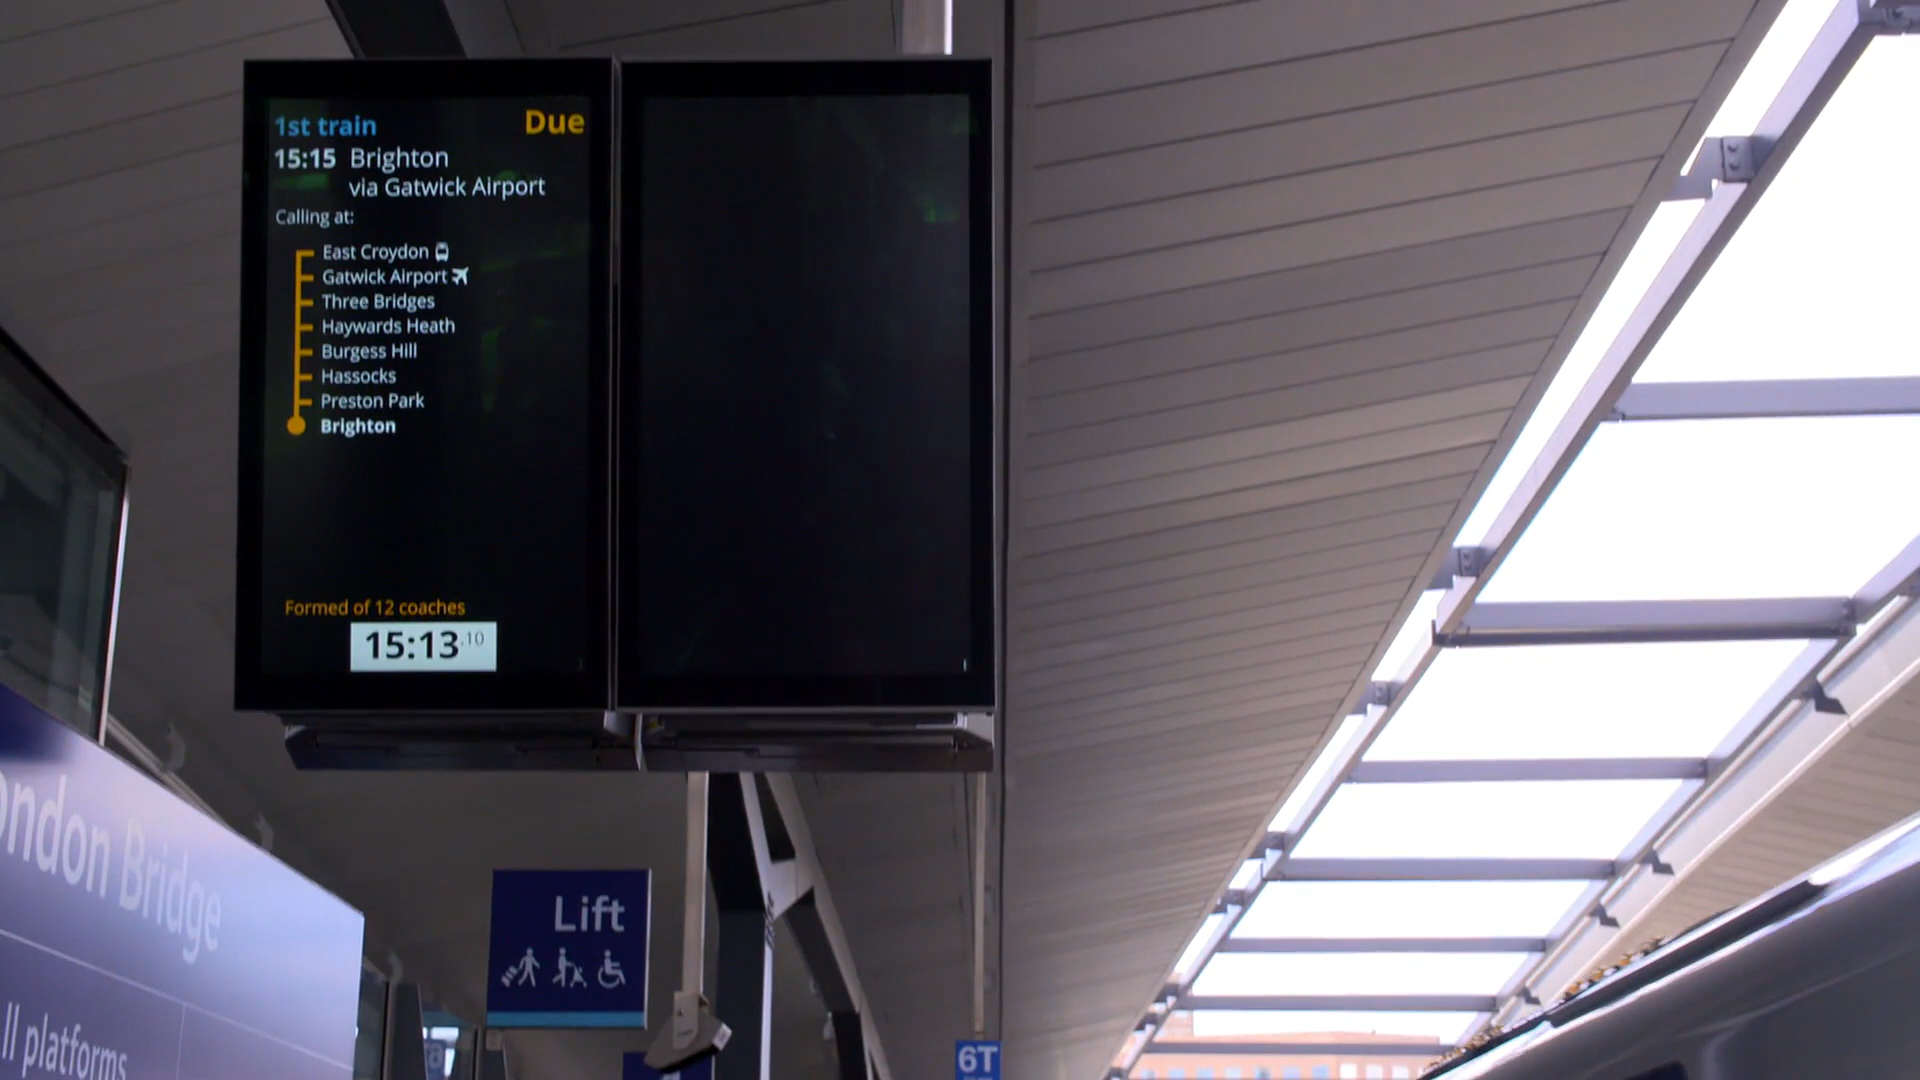 1st train Due
15:15 Brighton
via Gatwick Airport
Calling at:
East Croydon
Gatwick Airport
Three Bridges
Haywards Heath
Burgess Hill
Hassocks
Preston Park
Brighton
Formed of 12 coaches
15:13:10
Lift
ondon Bridge
ll platforms
6T